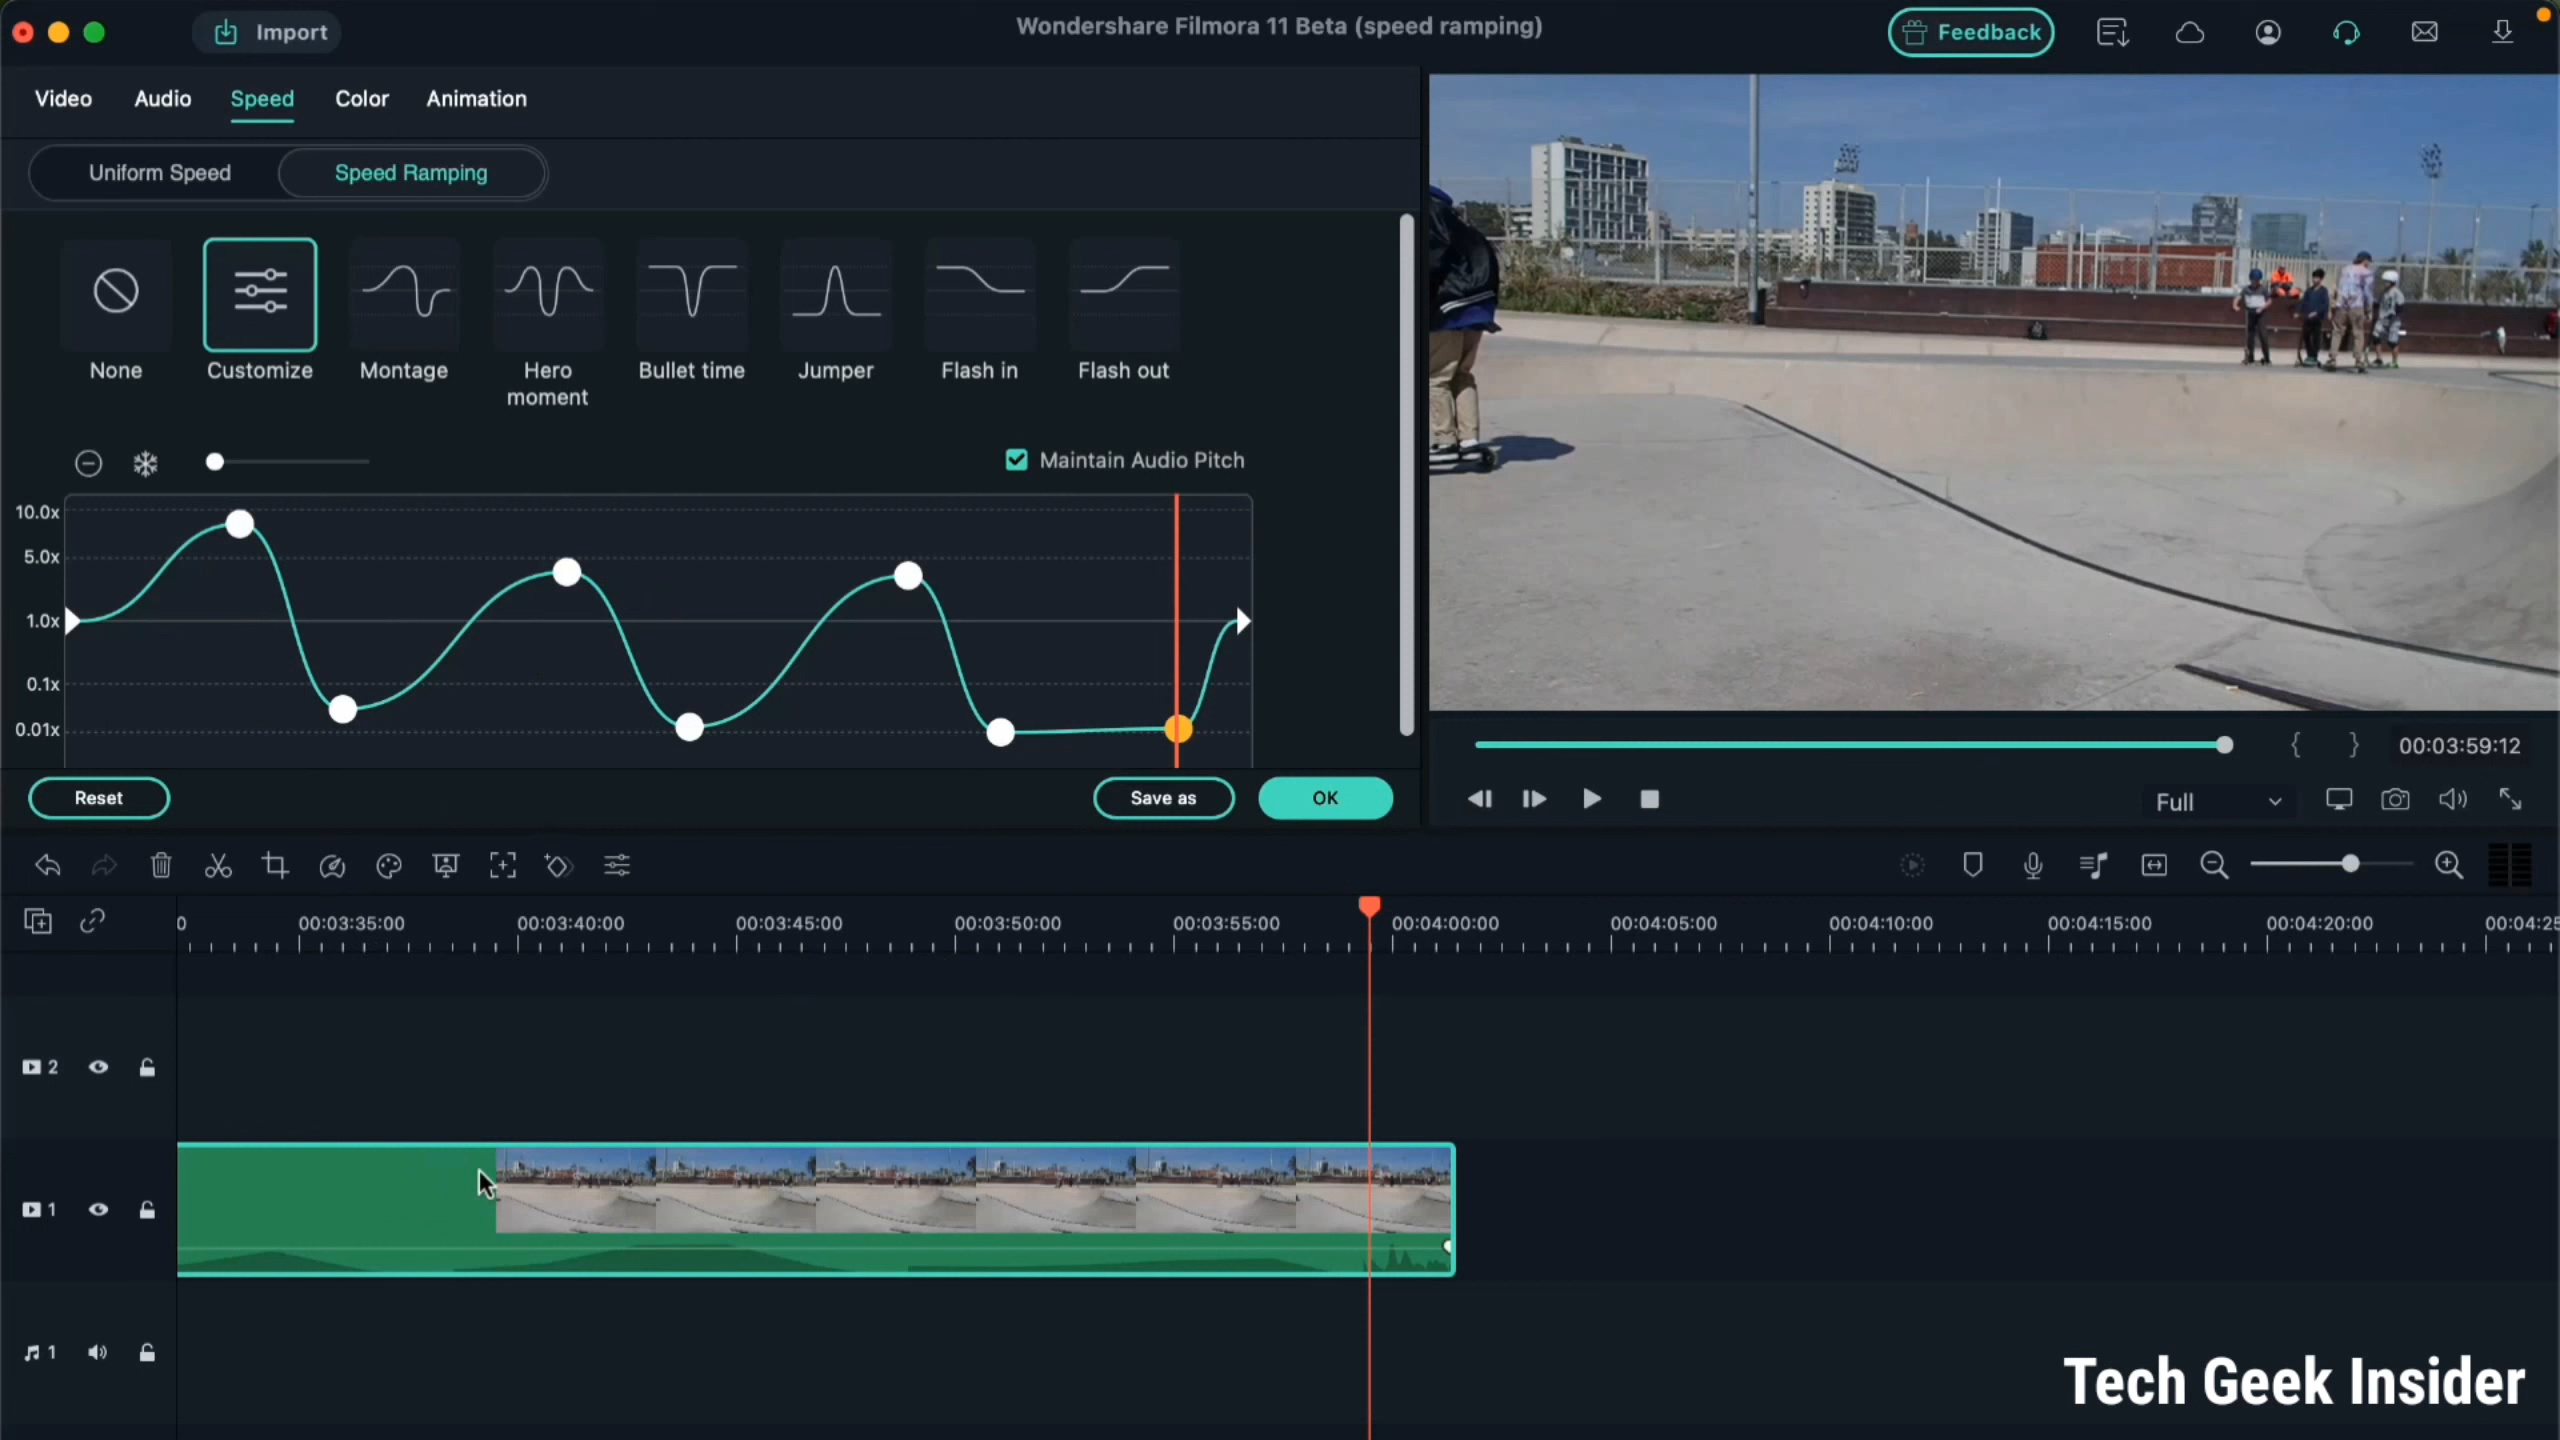 Import
Wondershare Filmora 11 Beta (speed ramping)
Feedback
Video Audio Speed Color Animation
Uniform Speed Speed Ramping
None Customize Montage Hero moment Bullet time Jumper Flash in Flash out
Maintain Audio Pitch
10.0x
5.0x
1.0x
0.1x
0.01x
Reset Save as OK
00:03:59:12
Full
0 00:03:35:00 00:03:40:00 00:03:45:00 00:03:50:00 00:03:55:00 00:04:00:00 00:04:05:00 00:04:10:00 00:04:15:00 00:04:20:00 00:04:25
2
1
1
Tech Geek Insider